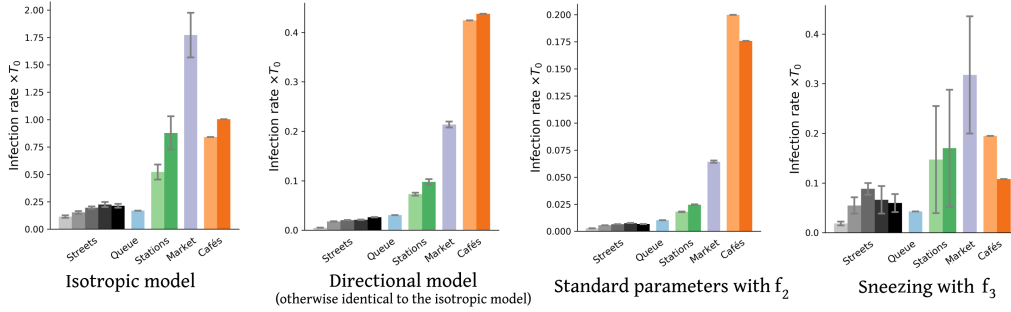 2.00
1.75
1.50
1.25
1.00
0.75
0.50
0.25
0.00
Infection rate ×T₀
Streets
Queue
Stations
Market
Cafés
Isotropic model
0.4
0.3
0.2
0.1
0.0
Infection rate ×T₀
Streets
Queue
Stations
Market
Cafés
Directional model
(otherwise identical to the isotropic model)
0.200
0.175
0.150
0.125
0.100
0.075
0.050
0.025
0.000
Infection rate ×T₀
Streets
Queue
Stations
Market
Cafés
Standard parameters with f₂
0.4
0.3
0.2
0.1
0.0
Infection rate ×T₀
Streets
Queue
Stations
Market
Cafés
Sneezing with f₃